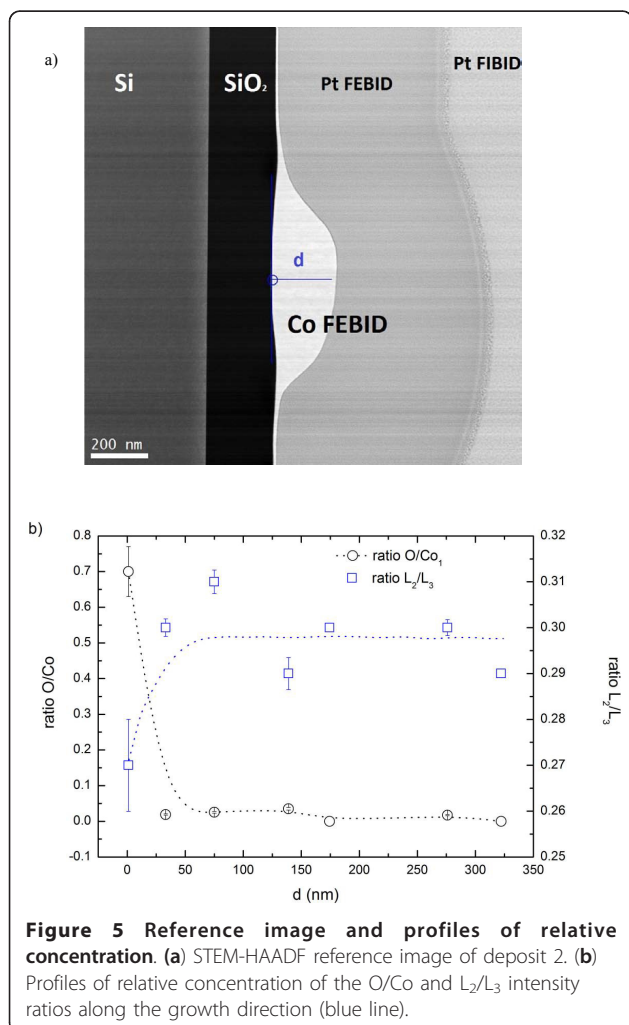 a)
Si
SiO₂
Pt FEBID
Pt FIBID
d
Co FEBID
200 nm
b)
0.8
0.7
0.6
0.5
0.4
0.3
0.2
0.1
0.0
-0.1
ratio O/Co
ratio O/Co₁
ratio L₂/L₃
0.32
0.31
0.30
0.29
0.28
0.27
0.26
0.25
ratio L₂/L₃
0 50 100 150 200 250 300 350
d (nm)
Figure 5 Reference image and profiles of relative
concentration. (a) STEM-HAADF reference image of deposit 2. (b)
Profiles of relative concentration of the O/Co and L₂/L₃ intensity
ratios along the growth direction (blue line).